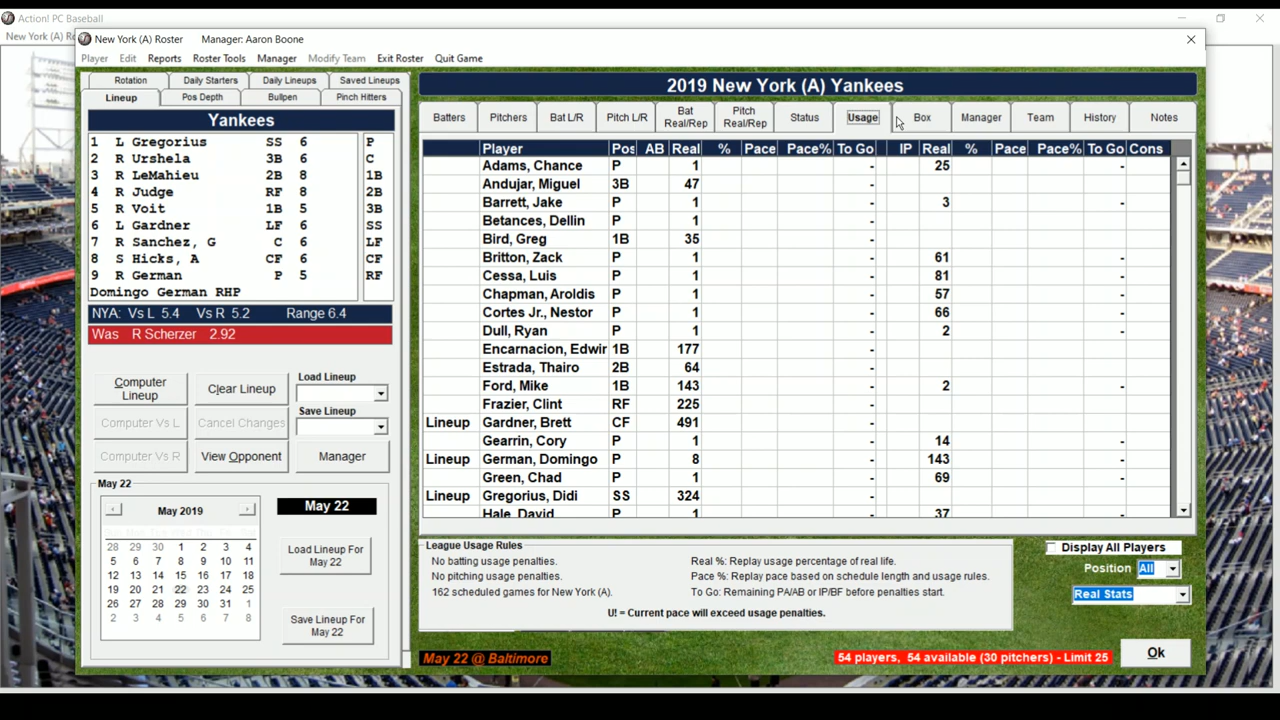 Action! PC Baseball
New York (A) Ro
New York (A) Roster Manager: Aaron Boone
Player Edit Reports Roster Tools Manager Modify Team Exit Roster Quit Game
Rotation Daily Starters Daily Lineups Saved Lineups
Lineup Pos Depth Bullpen Pinch Hitters
Yankees
1 L Gregorius SS 6 P
2 R Urshela 3B 6 C
3 R LeMahieu 2B 8 1B
4 R Judge RF 8 2B
5 R Voit 1B 5 3B
6 L Gardner LF 6 SS
7 R Sanchez, G C 6 LF
8 S Hicks, A CF 6 CF
9 R German P 5 RF
Domingo German RHP
NYA: Vs L 5.4 Vs R 5.2 Range 6.4
Was R Scherzer 2.92
Computer Lineup
Clear Lineup
Load Lineup
Save Lineup
Computer Vs L
Cancel Changes
Computer Vs R
View Opponent
Manager
May 22
May 2019
28 29 30 1 2 3 4
5 6 7 8 9 10 11
12 13 14 15 16 17 18
19 20 21 22 23 24 25
26 27 28 29 30 31 1
2 3 4 5 6 7 8
May 22
Load Lineup For
May 22
Save Lineup For
May 22
2019 New York (A) Yankees
Batters Pitchers Bat L/R Pitch L/R Bat Real/Rep Pitch Real/Rep Status Usage Box Manager Team History Notes
Player Pos AB Real % Pace Pace% To Go IP Real % Pace Pace% To Go Cons
Adams, Chance P 1 - 25 -
Andujar, Miguel 3B 47 -
Barrett, Jake P 1 - 3 -
Betances, Dellin P 1 -
Bird, Greg 1B 35 -
Britton, Zack P 1 - 61 -
Cessa, Luis P 1 - 81 -
Chapman, Aroldis P 1 - 57 -
Cortes Jr., Nestor P 1 - 66 -
Dull, Ryan P 1 - 2 -
Encarnacion, Edwir 1B 177 -
Estrada, Thairo 2B 64 -
Ford, Mike 1B 143 - 2 -
Frazier, Clint RF 225 -
Lineup Gardner, Brett CF 491 -
Gearrin, Cory P 1 - 14 -
Lineup German, Domingo P 8 - 143 -
Green, Chad P 1 - 69 -
Lineup Gregorius, Didi SS 324 -
Hale, David P 1 - 37 -
League Usage Rules
No batting usage penalties. Real %: Replay usage percentage of real life.
No pitching usage penalties. Pace %: Replay pace based on schedule length and usage rules.
162 scheduled games for New York (A). To Go: Remaining PA/AB or IP/BF before penalties start.
U! = Current pace will exceed usage penalties.
Display All Players
Position All
Real Stats
May 22 @ Baltimore
54 players, 54 available (30 pitchers) - Limit 25
Ok